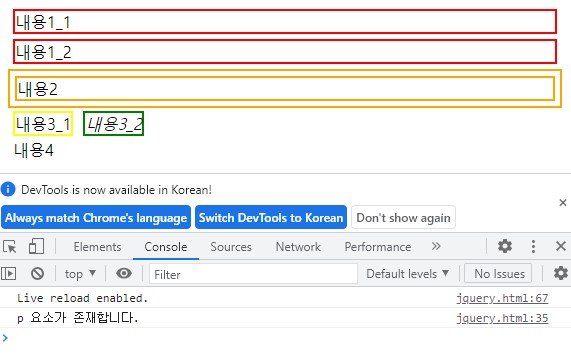 내용1_1
내용1_2
내용2
내용3_1 내용3_2
내용4
DevTools is now available in Korean!
Always match Chrome's language Switch DevTools to Korean Don't show again
Elements Console Sources Network Performance
top Filter Default levels No Issues
Live reload enabled. jquery.html:67
p 요소가 존재합니다. jquery.html:35